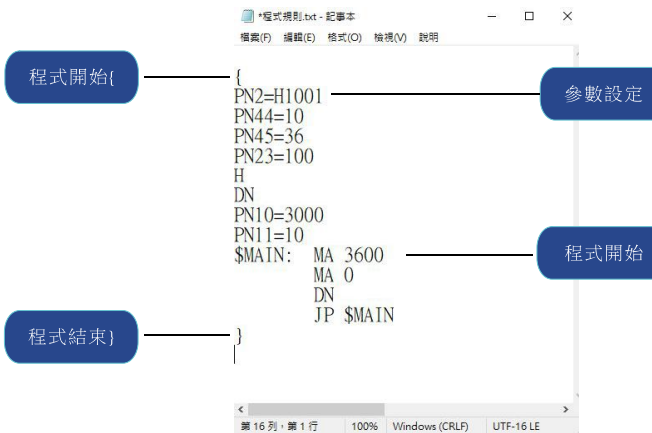 *程式規則.txt - 記事本
檔案(F) 編輯(E) 格式(O) 檢視(V) 說明
程式開始{
{
PN2=H1001
參數設定
PN44=10
PN45=36
PN23=100
H
DN
PN10=3000
PN11=10
$MAIN: MA 3600
程式開始
MA 0
DN
JP $MAIN
程式結束}
}
第 16 列，第 1 行 100% Windows (CRLF) UTF-16 LE